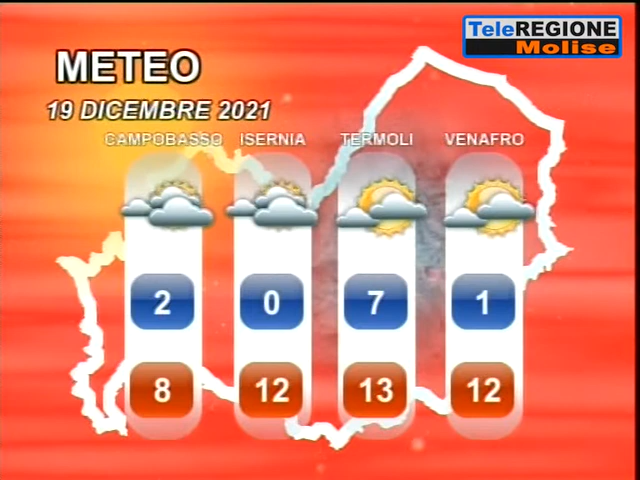 TeleREGIONE
Molise
METEO
19 DICEMBRE 2021
CAMPOBASSO ISERNIA TERMOLI VENAFRO
2 0 7 1
8 12 13 12